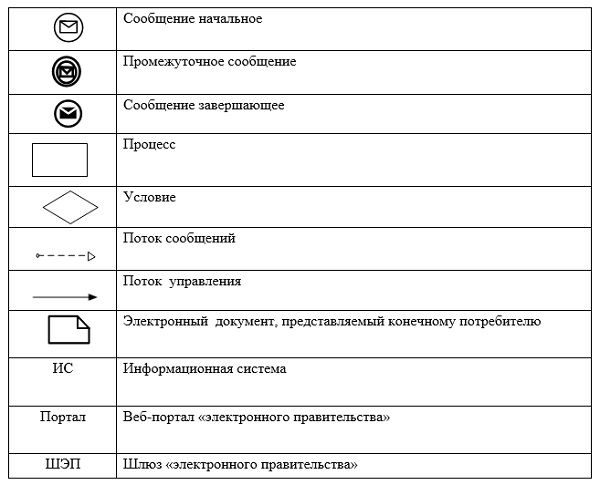 Сообщение начальное
Промежуточное сообщение
Сообщение завершающее
Процесс
Условие
Поток сообщений
Поток управления
Электронный документ, представляемый конечному потребителю
ИС Информационная система
Портал Веб-портал «электронного правительства»
ШЭП Шлюз «электронного правительства»